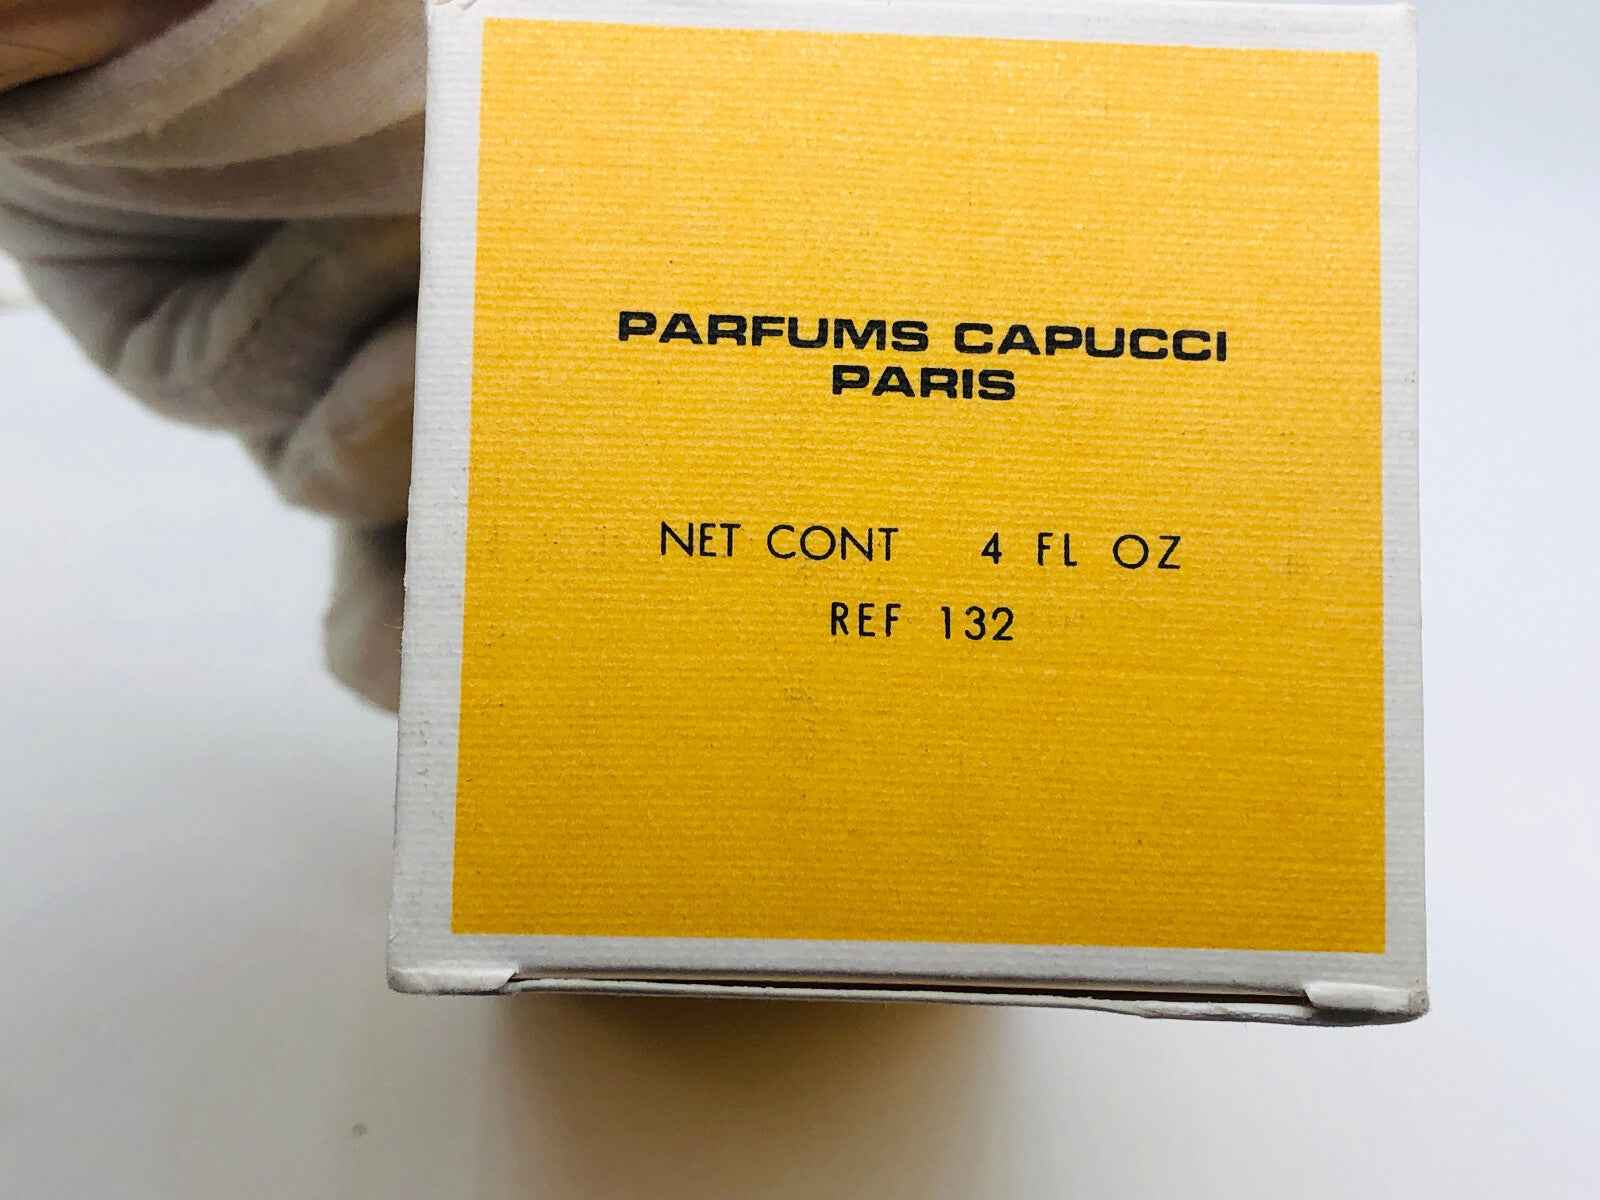 PARFUMS CAPUCCI
PARIS
NET CONT 4 FL OZ
REF 132